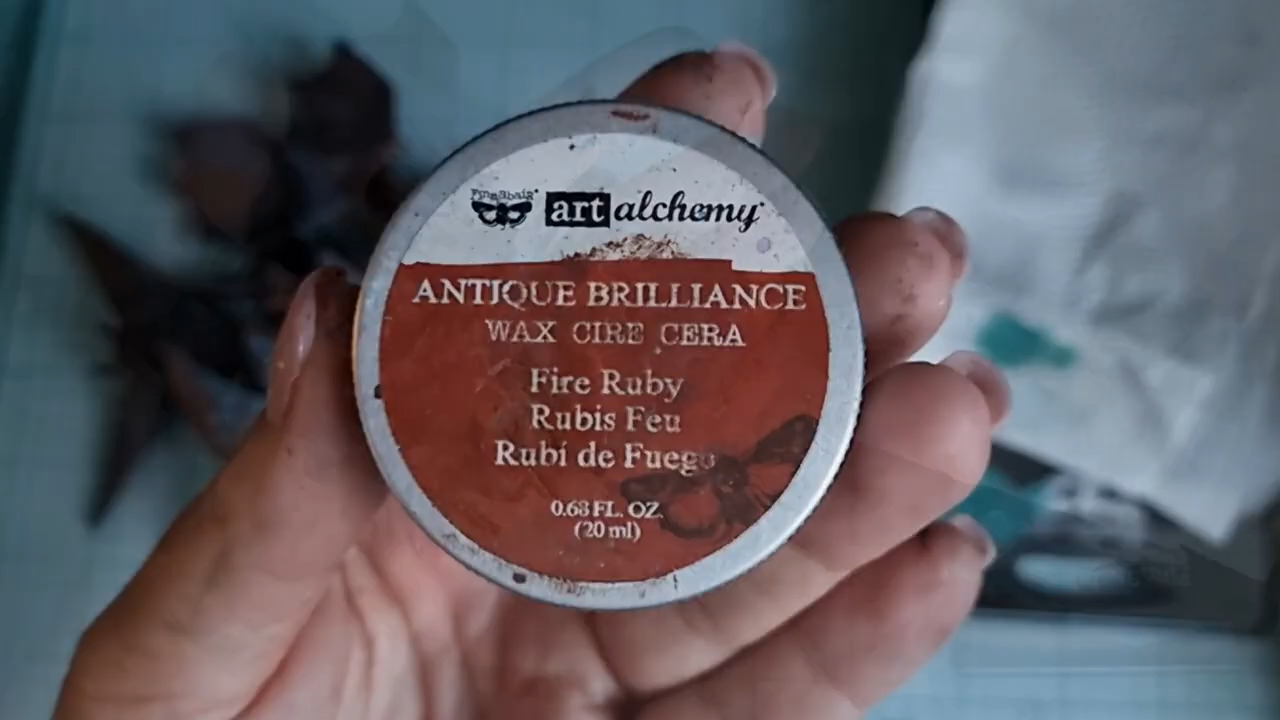 Finnabair
art alchemy
ANTIQUE BRILLIANCE
WAX CIRE CERA
Fire Ruby
Rubis Feu
Rubí de Fuego
0.68 FL. OZ.
(20 ml)